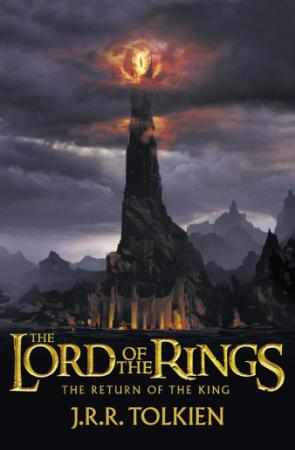 THE LORD OF THE RINGS
THE RETURN OF THE KING
J.R.R. TOLKIEN